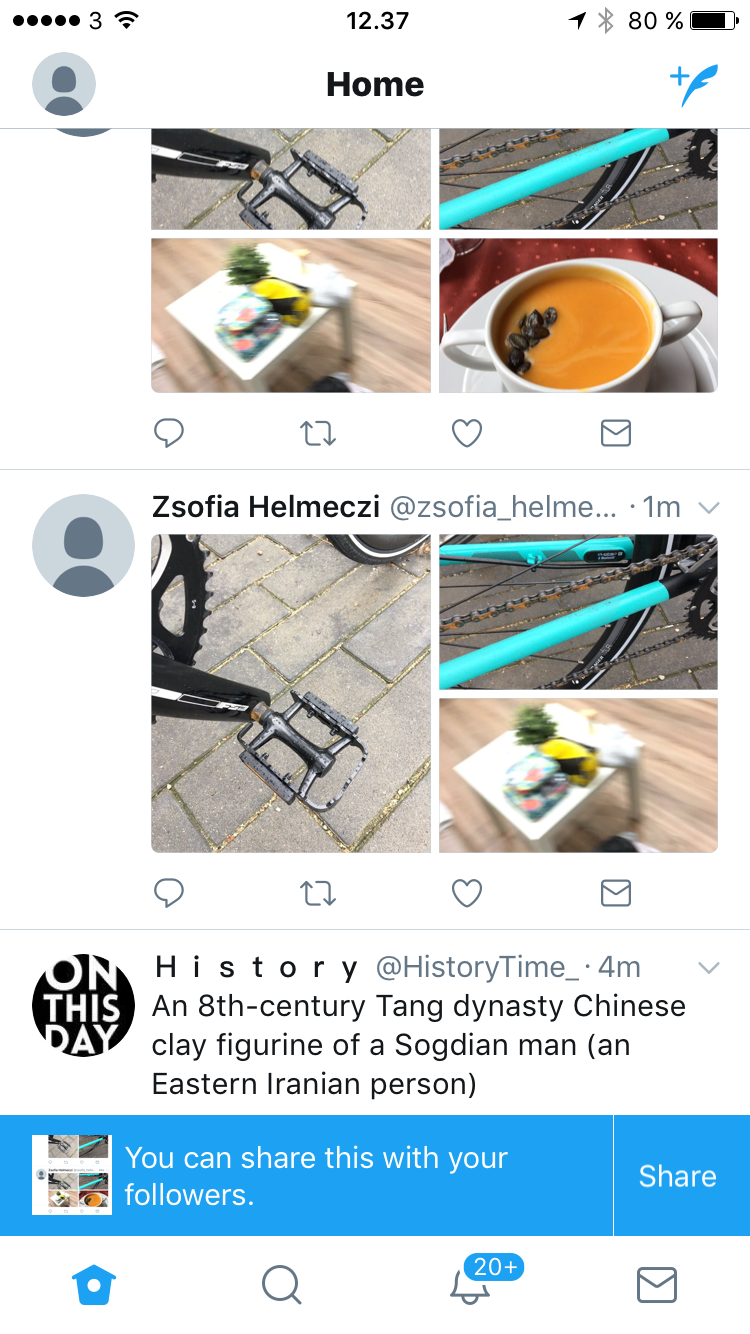 3
12.37
80 %
Home
Zsofia Helmeczi @zsofia_helme... · 1m
ON
THIS
DAY
H i s t o r y @HistoryTime_ · 4m
An 8th-century Tang dynasty Chinese
clay figurine of a Sogdian man (an
Eastern Iranian person)
You can share this with your
followers.
Share
20+